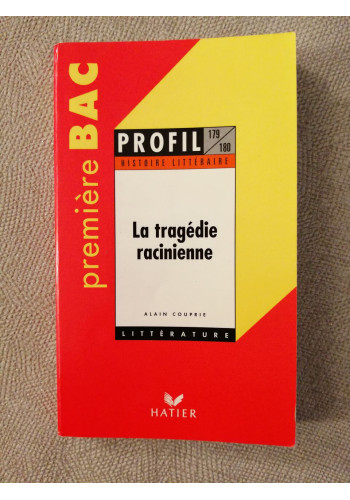 première BAC
PROFIL 179/180
HISTOIRE LITTÉRAIRE
La tragédie
racinienne
ALAIN COUPRIE
LITTÉRATURE
HATIER